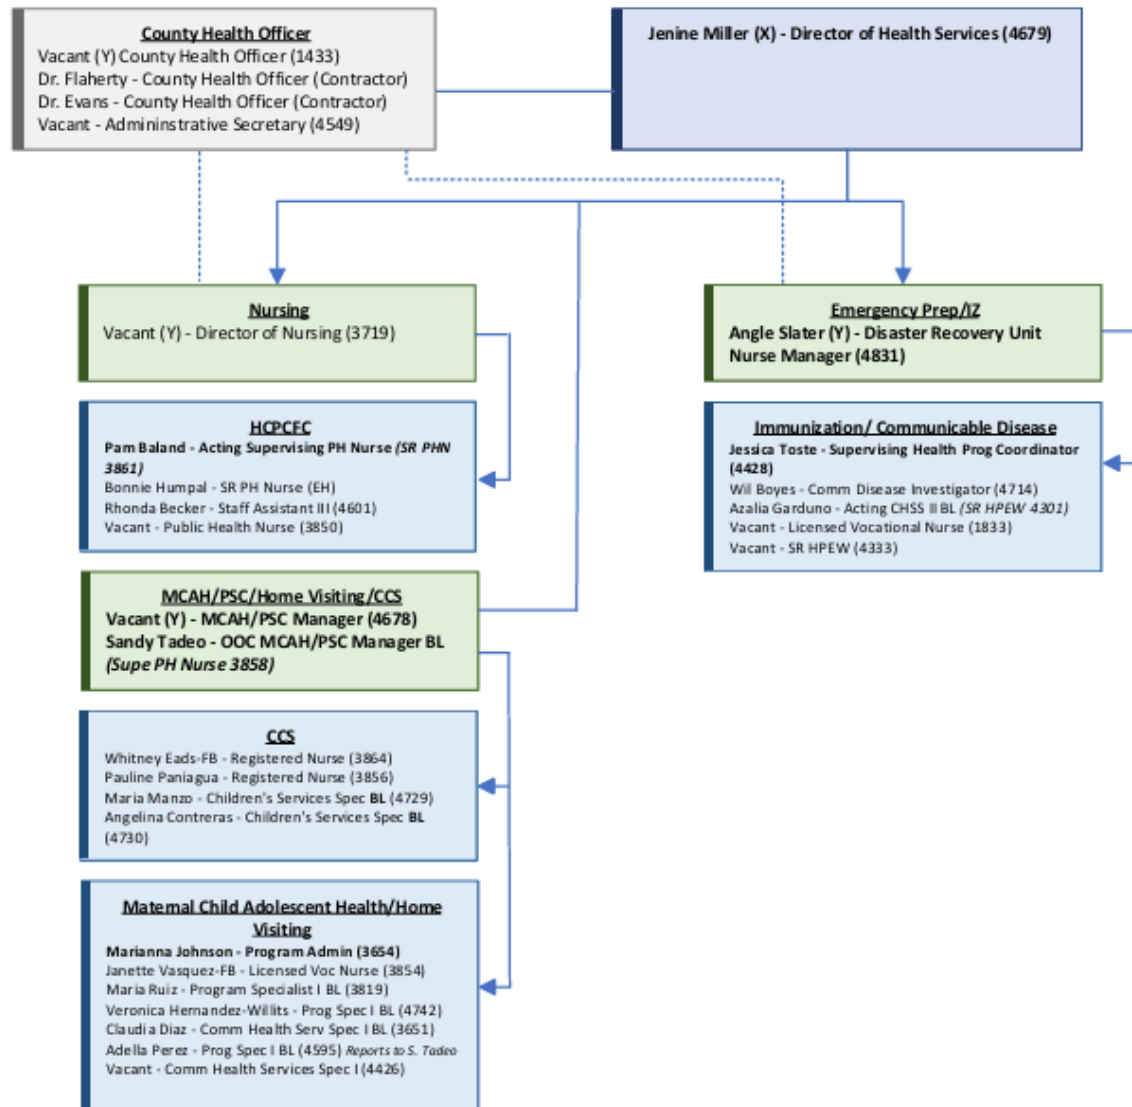 County Health Officer
Vacant (Y) County Health Officer (1433)
Dr. Flaherty - County Health Officer (Contractor)
Dr. Evans - County Health Officer (Contractor)
Vacant - Admininstrative Secretary (4549)
Jenine Miller (X) - Director of Health Services (4679)
Nursing
Vacant (Y) - Director of Nursing (3719)
HCPCFC
Pam Baland - Acting Supervising PH Nurse (SR PHN
3861)
Bonnie Humpal - SR PH Nurse (EH)
Rhonda Becker - Staff Assistant III (4601)
Vacant - Public Health Nurse (3850)
MCAH/PSC/Home Visiting/CCS
Vacant (Y) - MCAH/PSC Manager (4678)
Sandy Tadeo - OOC MCAH/PSC Manager BL
(Supe PH Nurse 3858)
CCS
Whitney Eads-FB - Registered Nurse (3864)
Pauline Paniagua - Registered Nurse (3856)
Maria Manzo - Children's Services Spec BL (4729)
Angelina Contreras - Children's Services Spec BL
(4730)
Maternal Child Adolescent Health/Home
Visiting
Marianna Johnson - Program Admin (3654)
Janette Vasquez-FB - Licensed Voc Nurse (3854)
Maria Ruiz - Program Specialist I BL (3819)
Veronica Hernandez-Willits - Prog Spec I BL (4742)
Claudia Diaz - Comm Health Serv Spec I BL (3651)
Adella Perez - Prog Spec I BL (4595) Reports to S. Tadeo
Vacant - Comm Health Services Spec I (4426)
Emergency Prep/IZ
Angle Slater (Y) - Disaster Recovery Unit
Nurse Manager (4831)
Immunization/ Communicable Disease
Jessica Toste - Supervising Health Prog Coordinator
(4428)
Wil Boyes - Comm Disease Investigator (4714)
Azalia Garduno - Acting CHSS II BL (SR HPEW 4301)
Vacant - Licensed Vocational Nurse (1833)
Vacant - SR HPEW (4333)